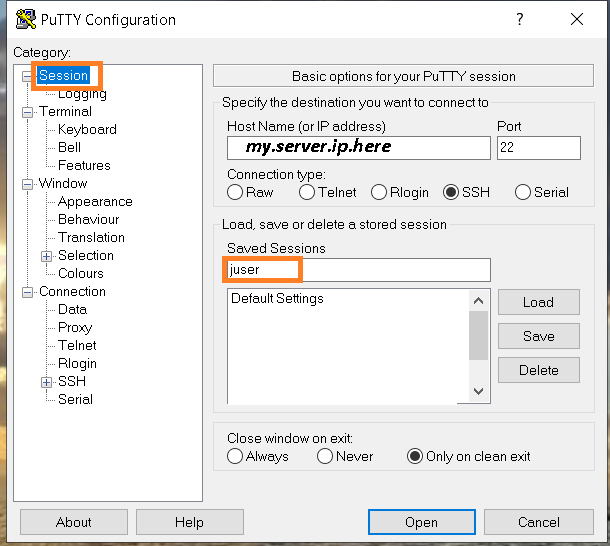 PuTTY Configuration
?
Category:
Session
Logging
Terminal
Keyboard
Bell
Features
Window
Appearance
Behaviour
Translation
Selection
Colours
Connection
Data
Proxy
Telnet
Rlogin
SSH
Serial
Basic options for your PuTTY session
Specify the destination you want to connect to
Host Name (or IP address) Port
my.server.ip.here 22
Connection type:
Raw Telnet Rlogin SSH Serial
Load, save or delete a stored session
Saved Sessions
juser
Default Settings
Load
Save
Delete
Close window on exit:
Always Never Only on clean exit
About Help Open Cancel